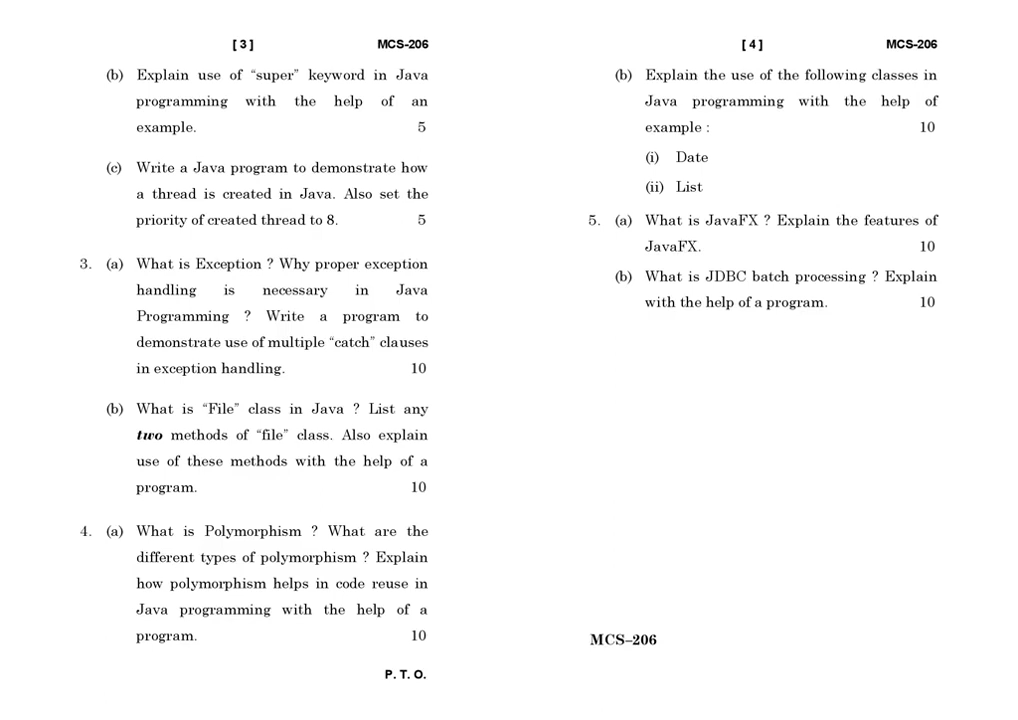 [ 3 ] MCS-206
(b) Explain use of “super” keyword in Java
programming with the help of an
example. 5
(c) Write a Java program to demonstrate how
a thread is created in Java. Also set the
priority of created thread to 8. 5
3. (a) What is Exception ? Why proper exception
handling is necessary in Java
Programming ? Write a program to
demonstrate use of multiple “catch” clauses
in exception handling. 10
(b) What is “File” class in Java ? List any
two methods of “file” class. Also explain
use of these methods with the help of a
program. 10
4. (a) What is Polymorphism ? What are the
different types of polymorphism ? Explain
how polymorphism helps in code reuse in
Java programming with the help of a
program. 10
P. T. O.
[ 4 ] MCS-206
(b) Explain the use of the following classes in
Java programming with the help of
example : 10
(i) Date
(ii) List
5. (a) What is JavaFX ? Explain the features of
JavaFX. 10
(b) What is JDBC batch processing ? Explain
with the help of a program. 10
MCS–206